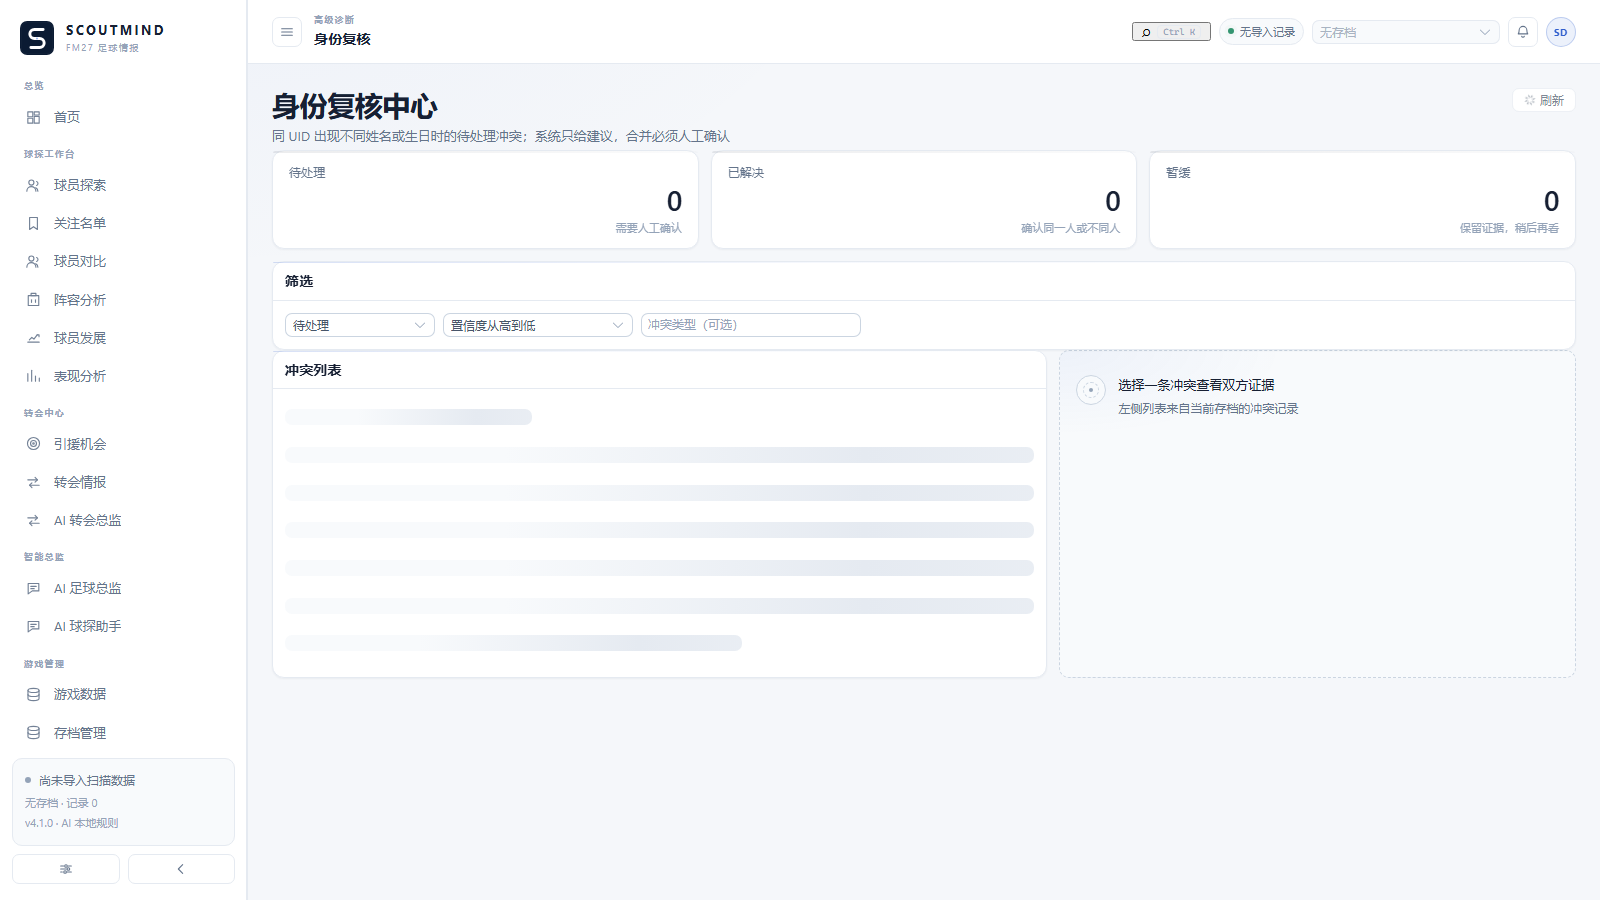 SCOUTMIND
FM27 足球情报
总览
首页
球探工作台
球员探索
关注名单
球员对比
阵容分析
球员发展
表现分析
转会中心
引援机会
转会情报
AI 转会总监
智能总监
AI 足球总监
AI 球探助手
游戏管理
游戏数据
存档管理
尚未导入扫描数据
无存档 · 记录 0
v4.1.0 · AI 本地规则
高级诊断
身份复核
Ctrl K
无导入记录
无存档
SD
身份复核中心
同 UID 出现不同姓名或生日时的待处理冲突；系统只给建议，合并必须人工确认
刷新
待处理
0
需要人工确认
已解决
0
确认同一人或不同人
暂缓
0
保留证据，稍后再看
筛选
待处理
置信度从高到低
冲突类型（可选）
冲突列表
选择一条冲突查看双方证据
左侧列表来自当前存档的冲突记录